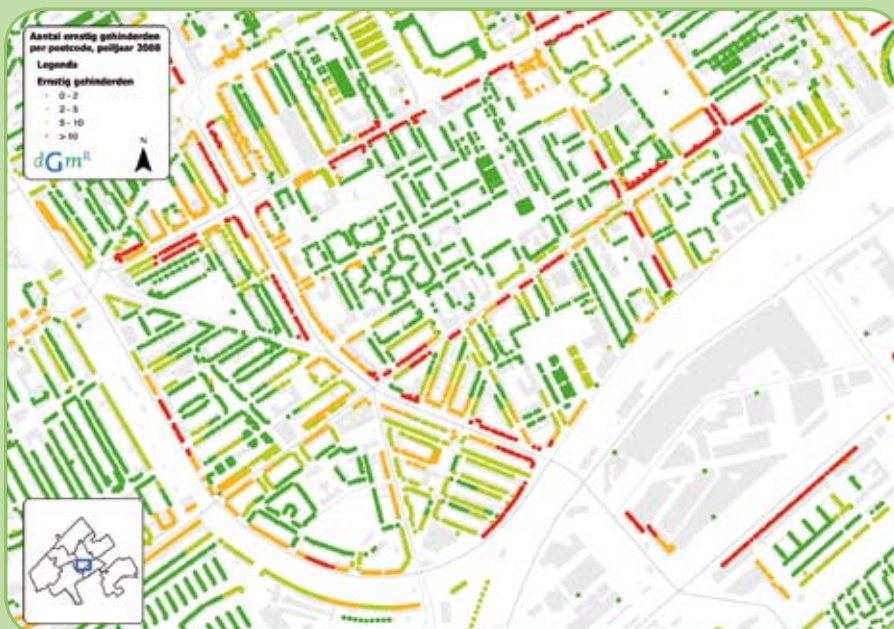 Aantal ernstig gehinderden
per postcode, peiljaar 2008
Legenda
Ernstig gehinderden
0 - 2
2 - 5
5 - 10
> 10
N
dGmR